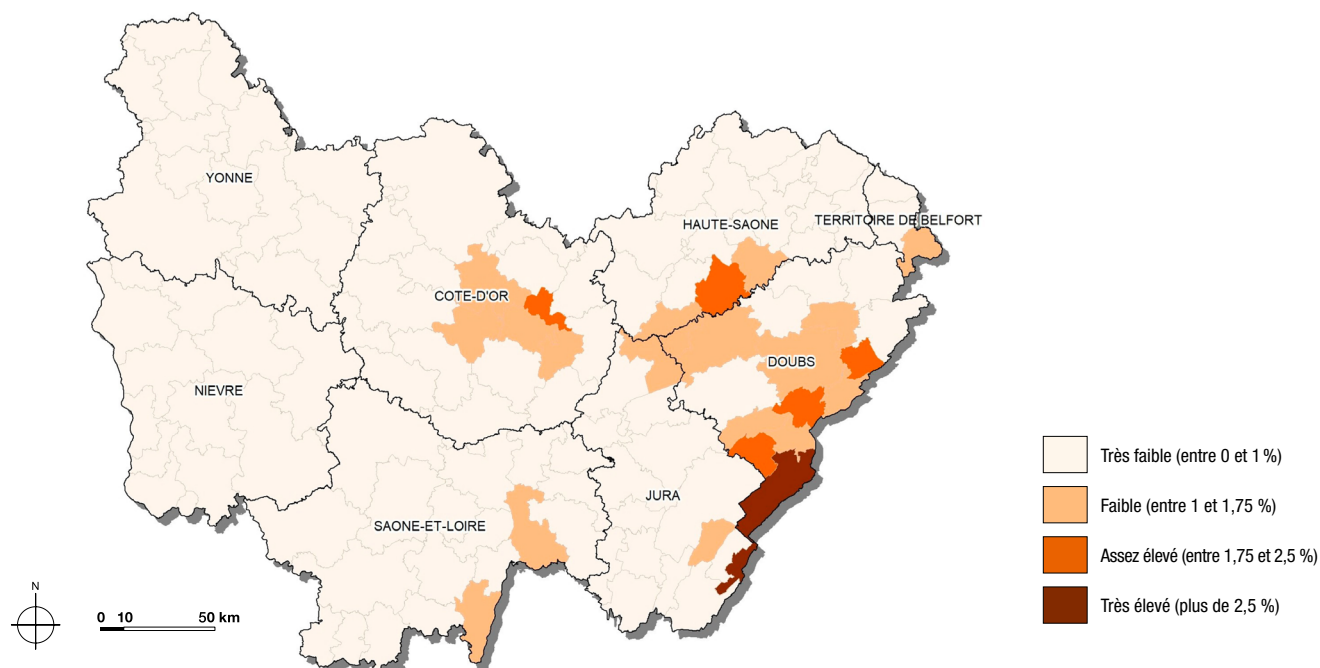 YONNE
HAUTE-SAONE
TERRITOIRE DE BELFORT
COTE-D'OR
DOUBS
NIEVRE
JURA
SAONE-ET-LOIRE
Très faible (entre 0 et 1 %)
Faible (entre 1 et 1,75 %)
Assez élevé (entre 1,75 et 2,5 %)
Très élevé (plus de 2,5 %)
N
0 10 50 km